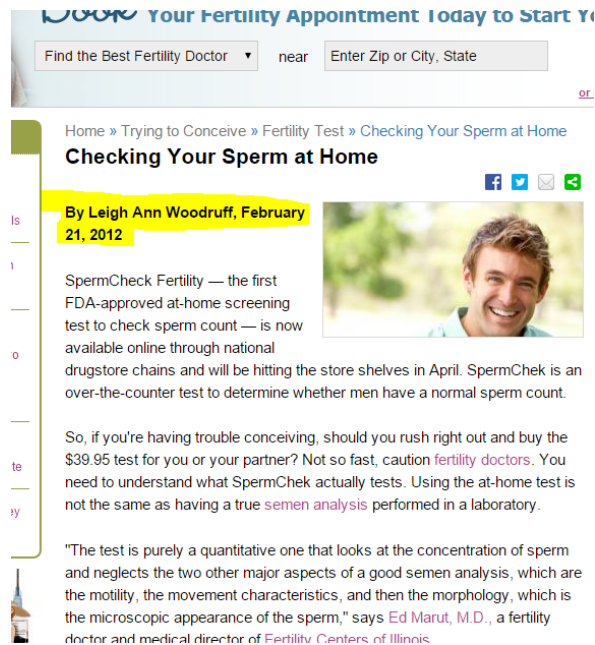 Book Your Fertility Appointment Today to Start Yo
Find the Best Fertility Doctor near Enter Zip or City, State
or
Home » Trying to Conceive » Fertility Test » Checking Your Sperm at Home
Checking Your Sperm at Home
By Leigh Ann Woodruff, February
21, 2012
ls
SpermCheck Fertility — the first
FDA-approved at-home screening
test to check sperm count — is now
o
available online through national
drugstore chains and will be hitting the store shelves in April. SpermChek is an
over-the-counter test to determine whether men have a normal sperm count.
So, if you're having trouble conceiving, should you rush right out and buy the
te
$39.95 test for you or your partner? Not so fast, caution fertility doctors. You
need to understand what SpermChek actually tests. Using the at-home test is
ey
not the same as having a true semen analysis performed in a laboratory.
"The test is purely a quantitative one that looks at the concentration of sperm
and neglects the two other major aspects of a good semen analysis, which are
the motility, the movement characteristics, and then the morphology, which is
the microscopic appearance of the sperm," says Ed Marut, M.D., a fertility
doctor and medical director of Fertility Centers of Illinois